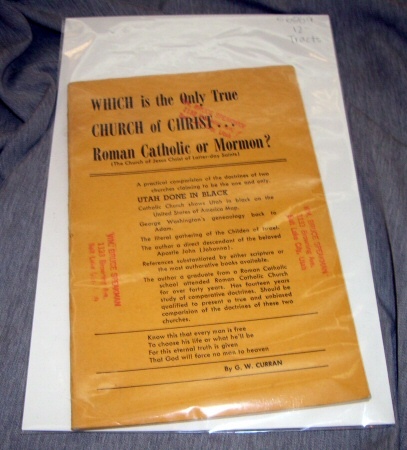 WHICH is the Only True
CHURCH of CHRIST...
Roman Catholic or Mormon?
(The Church of Jesus Christ of Latter-day Saints)
A practical comparision of the doctrines of two
churches claiming to be the one and only.
UTAH DONE IN BLACK
Catholic Church shows Utah in black on the
United States of America Map.
George Washington's genealogy back to
Adam.
The literal gathering of the Childen of Israel.
The author a direct descendant of the beloved
Apostle John (Johannen).
References substantiated by either scripture or
the most authorative books available.
The author a graduate from a Roman Catholic
school attended Roman Catholic Church
for over forty years. Has fourteen years
study of comparative doctrines. Should be
qualified to present a true and unbiased
comparision of the doctrines of these two
churches.
Know this that every man is free
To choose his life or what he'll be
For this eternal truth is given
That God will force no man to heaven
By G. W. CURRAN
Tracts